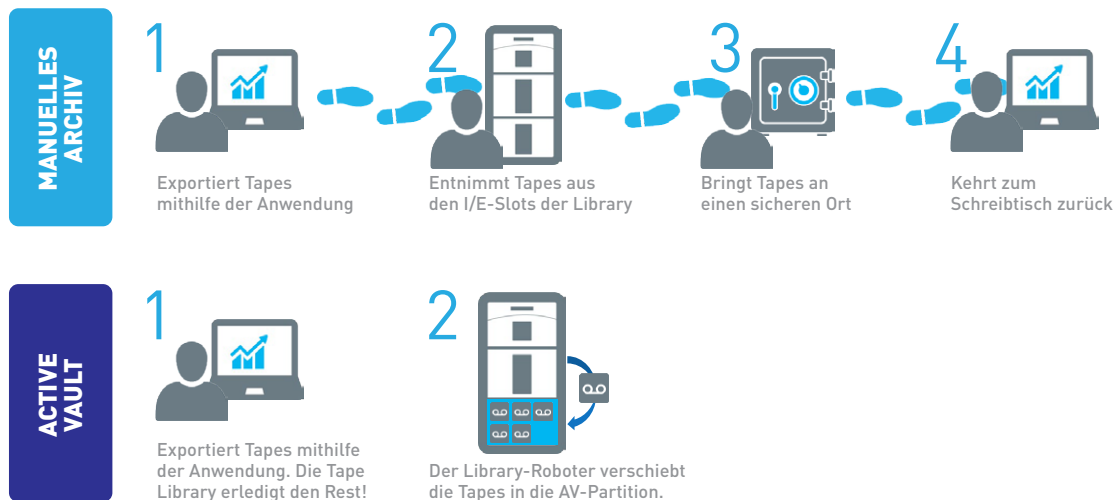 MANUELLES
ARCHIV
1
Exportiert Tapes
mithilfe der Anwendung
2
Entnimmt Tapes aus
den I/E-Slots der Library
3
Bringt Tapes an
einen sicheren Ort
4
Kehrt zum
Schreibtisch zurück
ACTIVE
VAULT
1
Exportiert Tapes mithilfe
der Anwendung. Die Tape
Library erledigt den Rest!
2
Der Library-Roboter verschiebt
die Tapes in die AV-Partition.